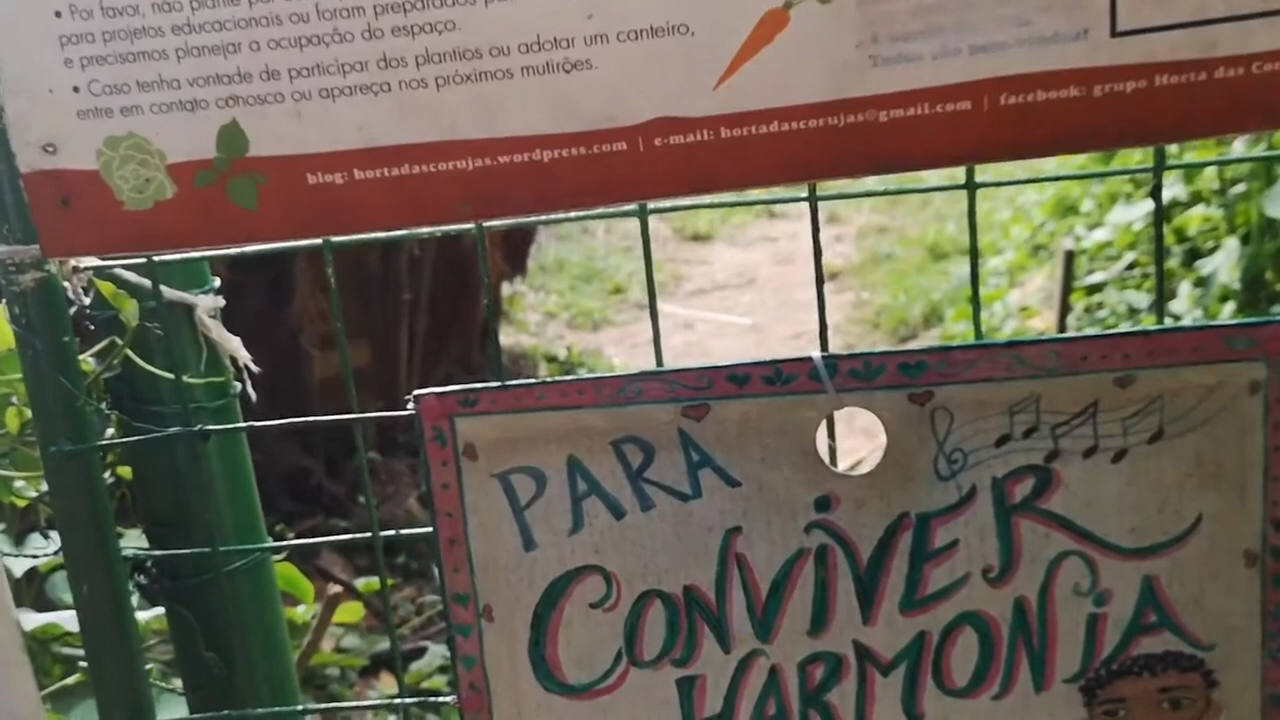 • Por favor, não plante
para projetos educacionais ou foram preparados
e precisamos planejar a ocupação do espaço.
• Caso tenha vontade de participar dos plantios ou adotar um canteiro,
entre em contato conosco ou apareça nos próximos mutirões.
blog: hortadascorujas.wordpress.com | e-mail: hortadascorujas@gmail.com | facebook: grupo Horta das
PARA
CONViVER
HARMONiA